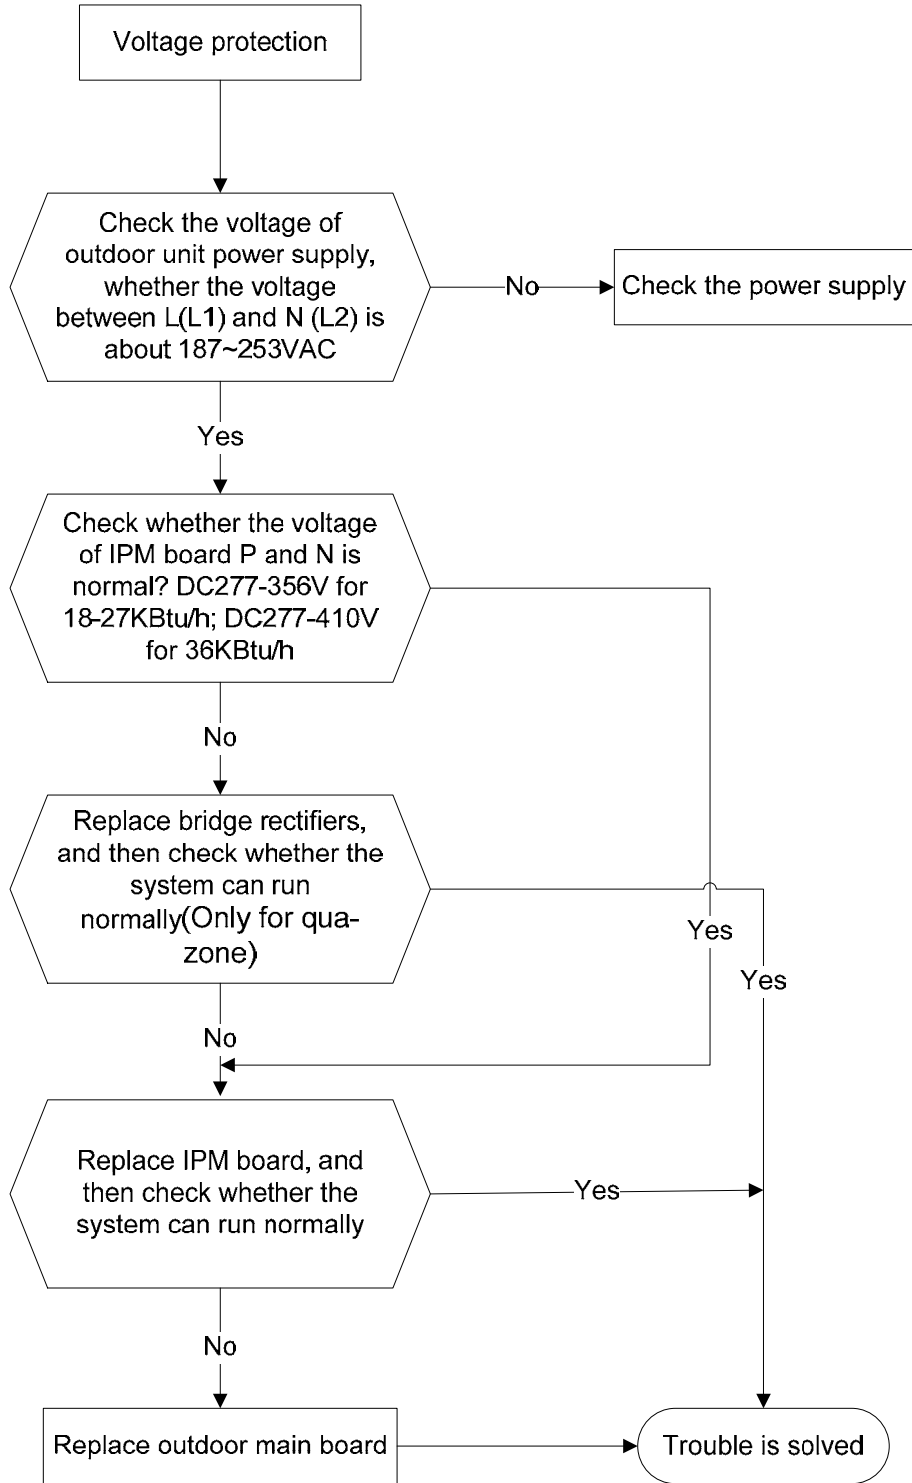 Voltage protection
Check the voltage of
outdoor unit power supply,
whether the voltage
between L(L1) and N (L2) is
about 187~253VAC
No
Check the power supply
Yes
Check whether the voltage
of IPM board P and N is
normal? DC277-356V for
18-27KBtu/h; DC277-410V
for 36KBtu/h
No
Replace bridge rectifiers,
and then check whether the
system can run
normally(Only for qua-
zone)
Yes
Yes
No
Replace IPM board, and
then check whether the
system can run normally
Yes
No
Replace outdoor main board
Trouble is solved